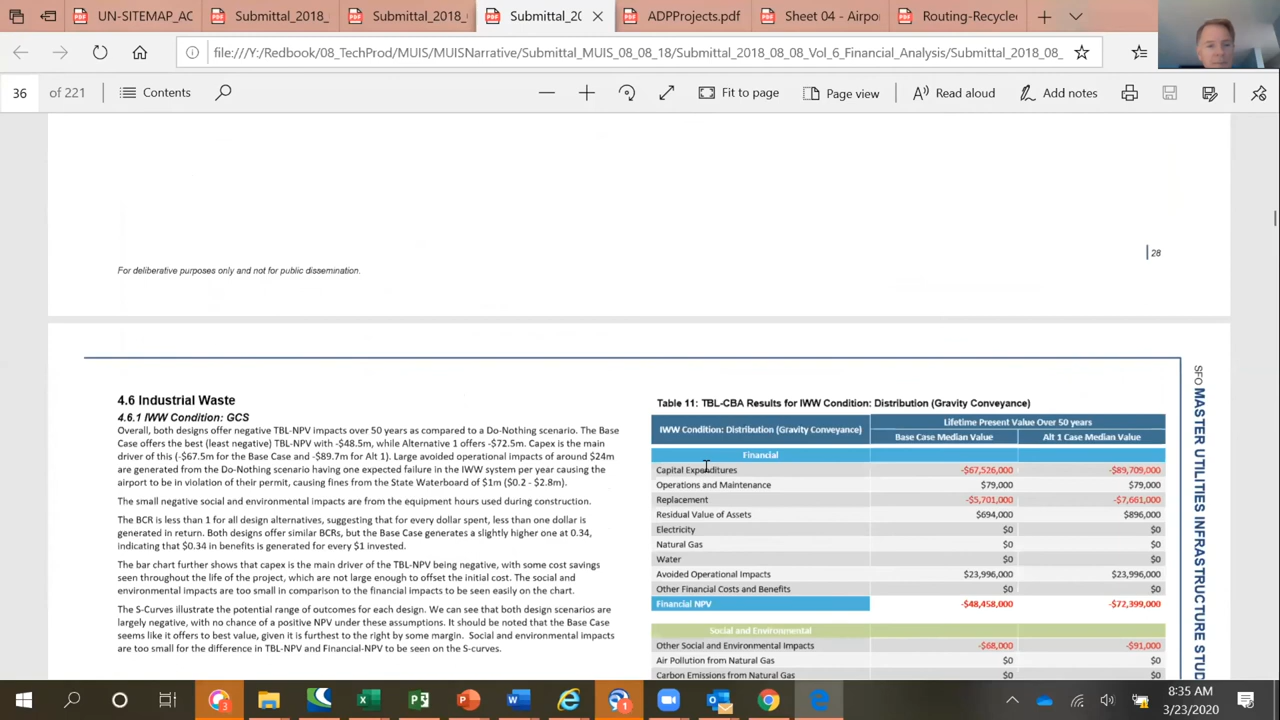 UN-SITEMAP_AC
Submittal_2018_
Submittal_2018_
Submittal_20
ADPProjects.pdf
Sheet 04 - Airpo
Routing-Recycle
file:///Y:/Redbook/08_TechProd/MUIS/MUISNarrative/Submittal_MUIS_08_08_18/Submittal_2018_08_08_Vol_6_Financial_Analysis/Submittal_2018_08_
36 of 221
Contents
Fit to page
Page view
Read aloud
Add notes
28
For deliberative purposes only and not for public dissemination.
4.6 Industrial Waste
4.6.1 IWW Condition: GCS
Overall, both designs offer negative TBL-NPV impacts over 50 years as compared to a Do-Nothing scenario. The Base
Case offers the best (least negative) TBL-NPV with -$48.5m, while Alternative 1 offers -$72.5m. Capex is the main
driver of this (-$67.5m for the Base Case and -$89.7m for Alt 1). Large avoided operational impacts of around $24m
are generated from the Do-Nothing scenario having one expected failure in the IWW system per year causing the
airport to be in violation of their permit, causing fines from the State Waterboard of $1m ($0.2 - $2.8m).
The small negative social and environmental impacts are from the equipment hours used during construction.
The BCR is less than 1 for all design alternatives, suggesting that for every dollar spent, less than one dollar is
generated in return. Both designs offer similar BCRs, but the Base Case generates a slightly higher one at 0.34,
indicating that $0.34 in benefits is generated for every $1 invested.
The bar chart further shows that capex is the main driver of the TBL-NPV being negative, with some cost savings
seen throughout the life of the project, which are not large enough to offset the initial cost. The social and
environmental impacts are too small in comparison to the financial impacts to be seen easily on the chart.
The S-Curves illustrate the potential range of outcomes for each design. We can see that both design scenarios are
largely negative, with no chance of a positive NPV under these assumptions. It should be noted that the Base Case
seems like it offers to best value, given it is furthest to the right by some margin. Social and environmental impacts
are too small for the difference in TBL-NPV and Financial-NPV to be seen on the S-curves.
Table 11: TBL-CBA Results for IWW Condition: Distribution (Gravity Conveyance)
IWW Condition: Distribution (Gravity Conveyance)
Lifetime Present Value Over 50 years
Base Case Median Value
Alt 1 Case Median Value
Financial
Capital Expenditures -$67,526,000 -$89,709,000
Operations and Maintenance $79,000 $79,000
Replacement -$5,701,000 -$7,661,000
Residual Value of Assets $694,000 $896,000
Electricity $0 $0
Natural Gas $0 $0
Water $0 $0
Avoided Operational Impacts $23,996,000 $23,996,000
Other Financial Costs and Benefits $0 $0
Financial NPV -$48,458,000 -$72,399,000
Social and Environmental
Other Social and Environmental Impacts -$68,000 -$91,000
Air Pollution from Natural Gas $0 $0
Carbon Emissions from Natural Gas $0 $0
SFO MASTER UTILITIES INFRASTRUCTURE STUD
8:35 AM
3/23/2020